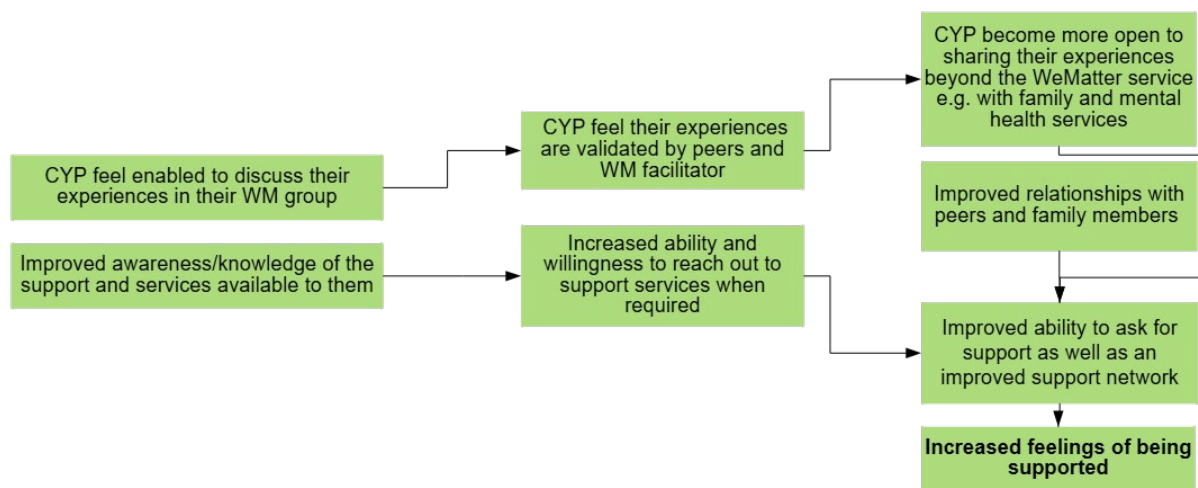 CYP feel enabled to discuss their
experiences in their WM group
Improved awareness/knowledge of the
support and services available to them
CYP feel their experiences
are validated by peers and
WM facilitator
Increased ability and
willingness to reach out to
support services when
required
CYP become more open to
sharing their experiences
beyond the WeMatter service
e.g. with family and mental
health services
Improved relationships with
peers and family members
Improved ability to ask for
support as well as an
improved support network
Increased feelings of being
supported